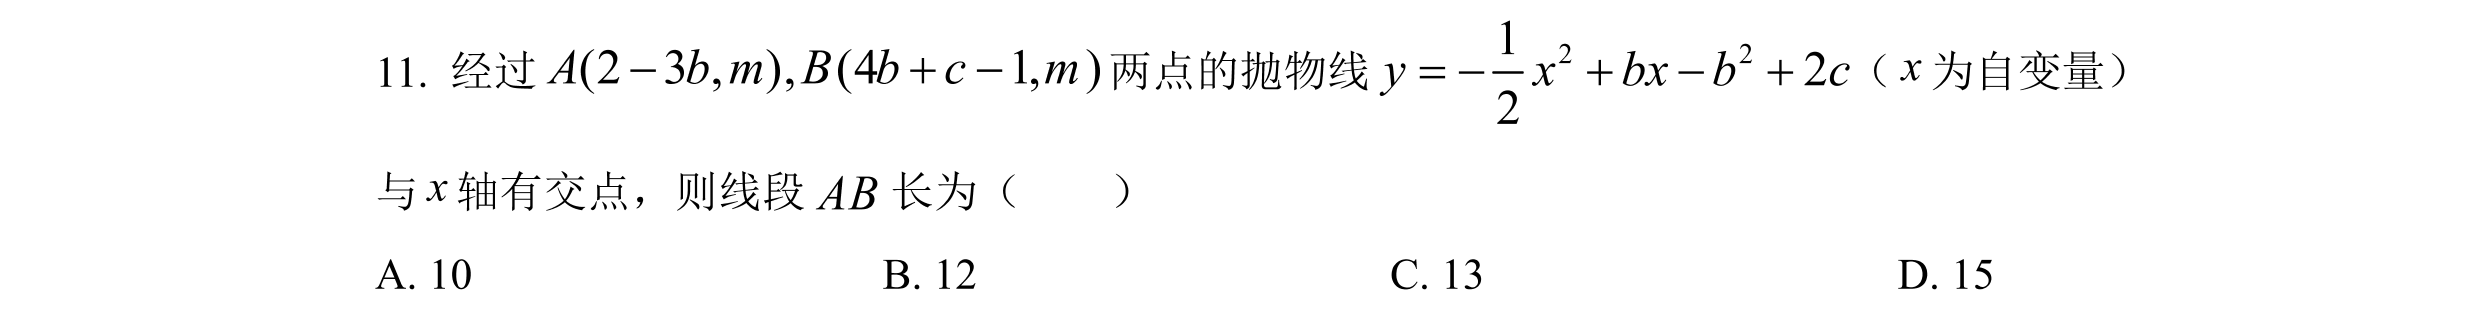 11. 经过 A(2-3b,m),B(4b+c-1,m) 两点的抛物线 y=-\frac{1}{2}x^2+bx-b^2+2c（x 为自变量）
与 x 轴有交点，则线段 AB 长为（  ）
A. 10 B. 12 C. 13 D. 15